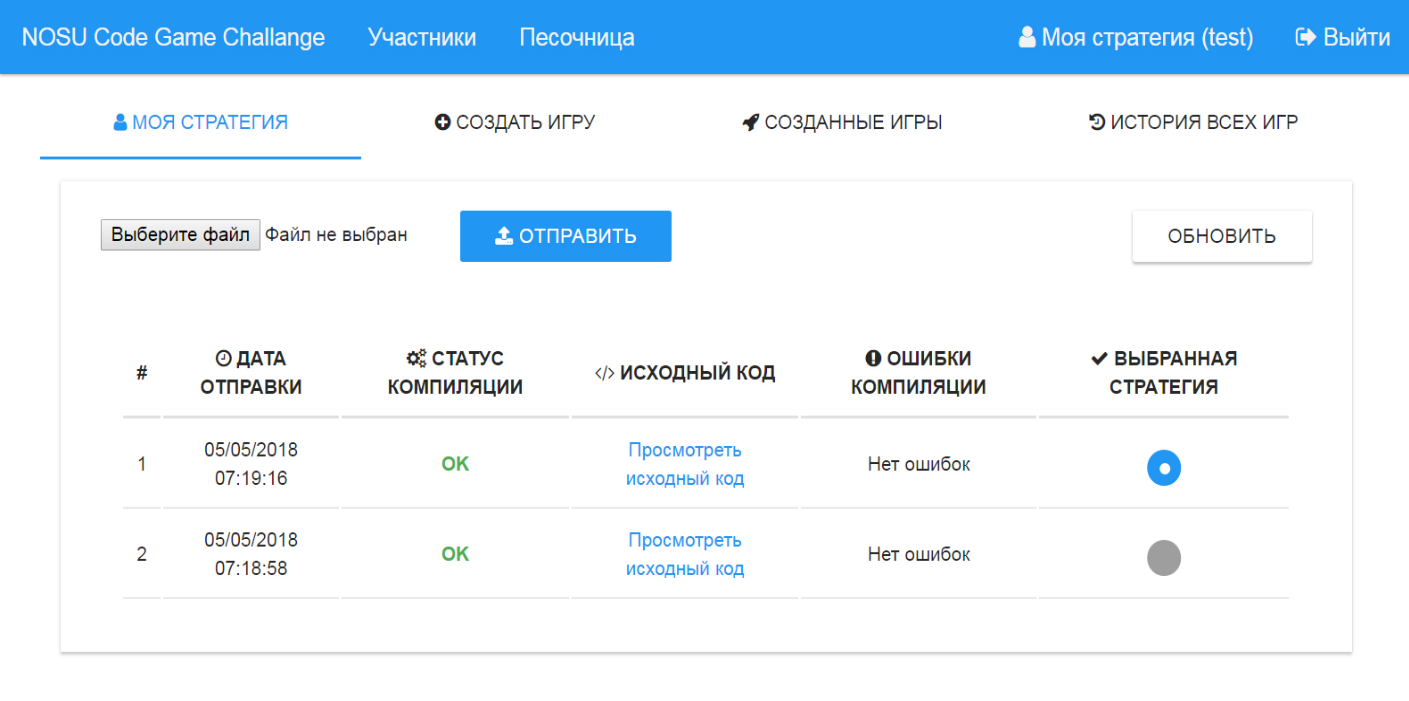 NOSU Code Game Challange Участники Песочница Моя стратегия (test) Выйти
МОЯ СТРАТЕГИЯ СОЗДАТЬ ИГРУ СОЗДАННЫЕ ИГРЫ ИСТОРИЯ ВСЕХ ИГР
Выберите файл Файл не выбран ОТПРАВИТЬ ОБНОВИТЬ
# ДАТА ОТПРАВКИ СТАТУС КОМПИЛЯЦИИ </> ИСХОДНЫЙ КОД ОШИБКИ КОМПИЛЯЦИИ ВЫБРАННАЯ СТРАТЕГИЯ
1 05/05/2018 07:19:16 OK Просмотреть исходный код Нет ошибок
2 05/05/2018 07:18:58 OK Просмотреть исходный код Нет ошибок